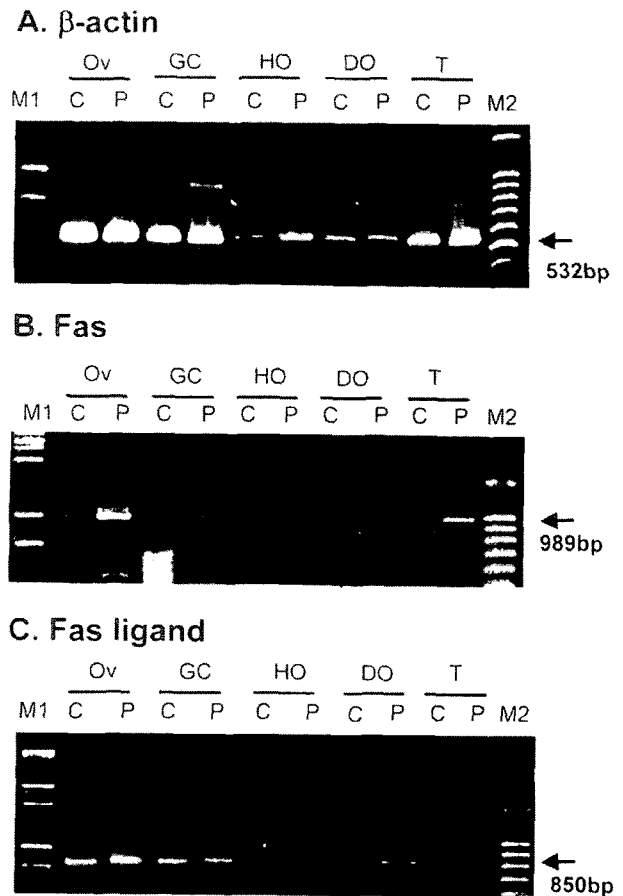 A. β-actin
Ov GC HO DO T
M1 C P C P C P C P C P M2
532bp
B. Fas
Ov GC HO DO T
M1 C P C P C P C P C P M2
989bp
C. Fas ligand
Ov GC HO DO T
M1 C P C P C P C P C P M2
850bp